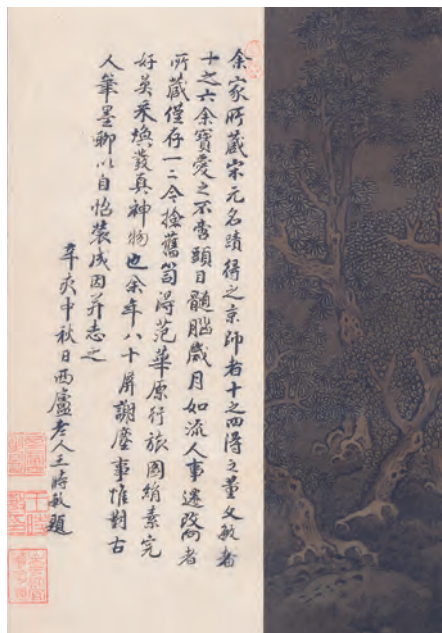 余家所藏宋元名蹟得之京師者十之四得之董文敏者
十之六余寶愛之不啻頭目髓腦歲月如流人事遷改向者
所藏僅存一二今撿舊笥得范華原行旅圖絹素完
好英采煥發真神物也余年八十屏謝塵事惟對古
人筆墨聊以自怡裝成因并志之
辛亥中秋日西廬老人王時敏題